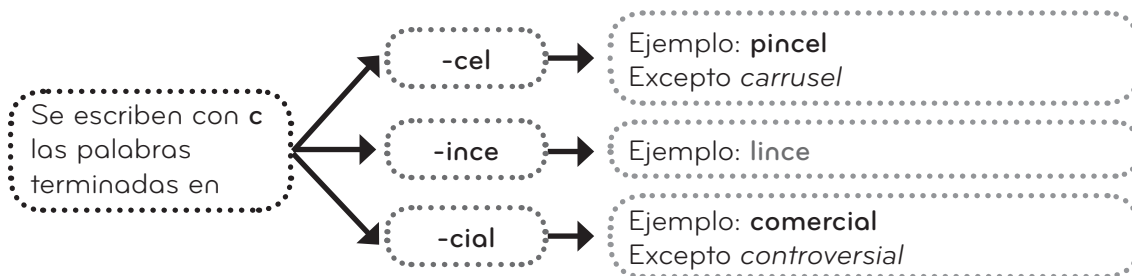 Se escriben con c
las palabras
terminadas en
-cel
Ejemplo: pincel
Excepto carrusel
-ince
Ejemplo: lince
-cial
Ejemplo: comercial
Excepto controversial